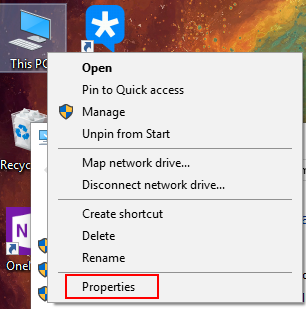 This PC
Open
Pin to Quick access
Manage
Unpin from Start
Map network drive...
Disconnect network drive...
Create shortcut
Delete
Rename
Properties
Recyc
N
OneN